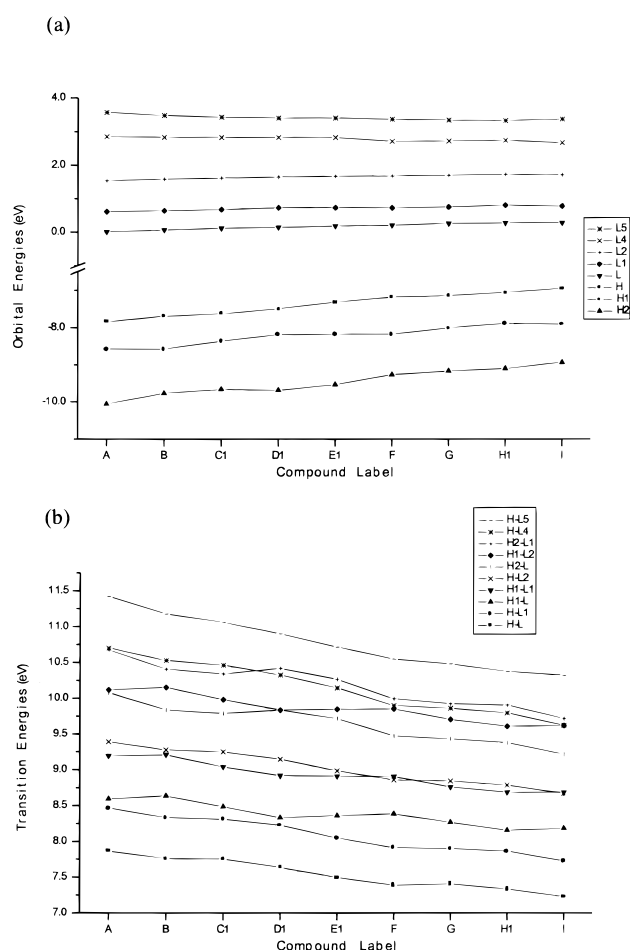 (a)
4.0
2.0
0.0
-8.0
-10.0
Orbital Energies (eV)
A B C1 D1 E1 F G H1 I
Compound Label
L5
L4
L2
L1
L
H
H1
H2
(b)
H-L5
H-L4
H2-L1
H1-L2
H2-L
H-L2
H1-L1
H1-L
H-L1
H-L
11.5
11.0
10.5
10.0
9.5
9.0
8.5
8.0
7.5
7.0
Transition Energies (eV)
A B C1 D1 E1 F G H1 I
Compound Label